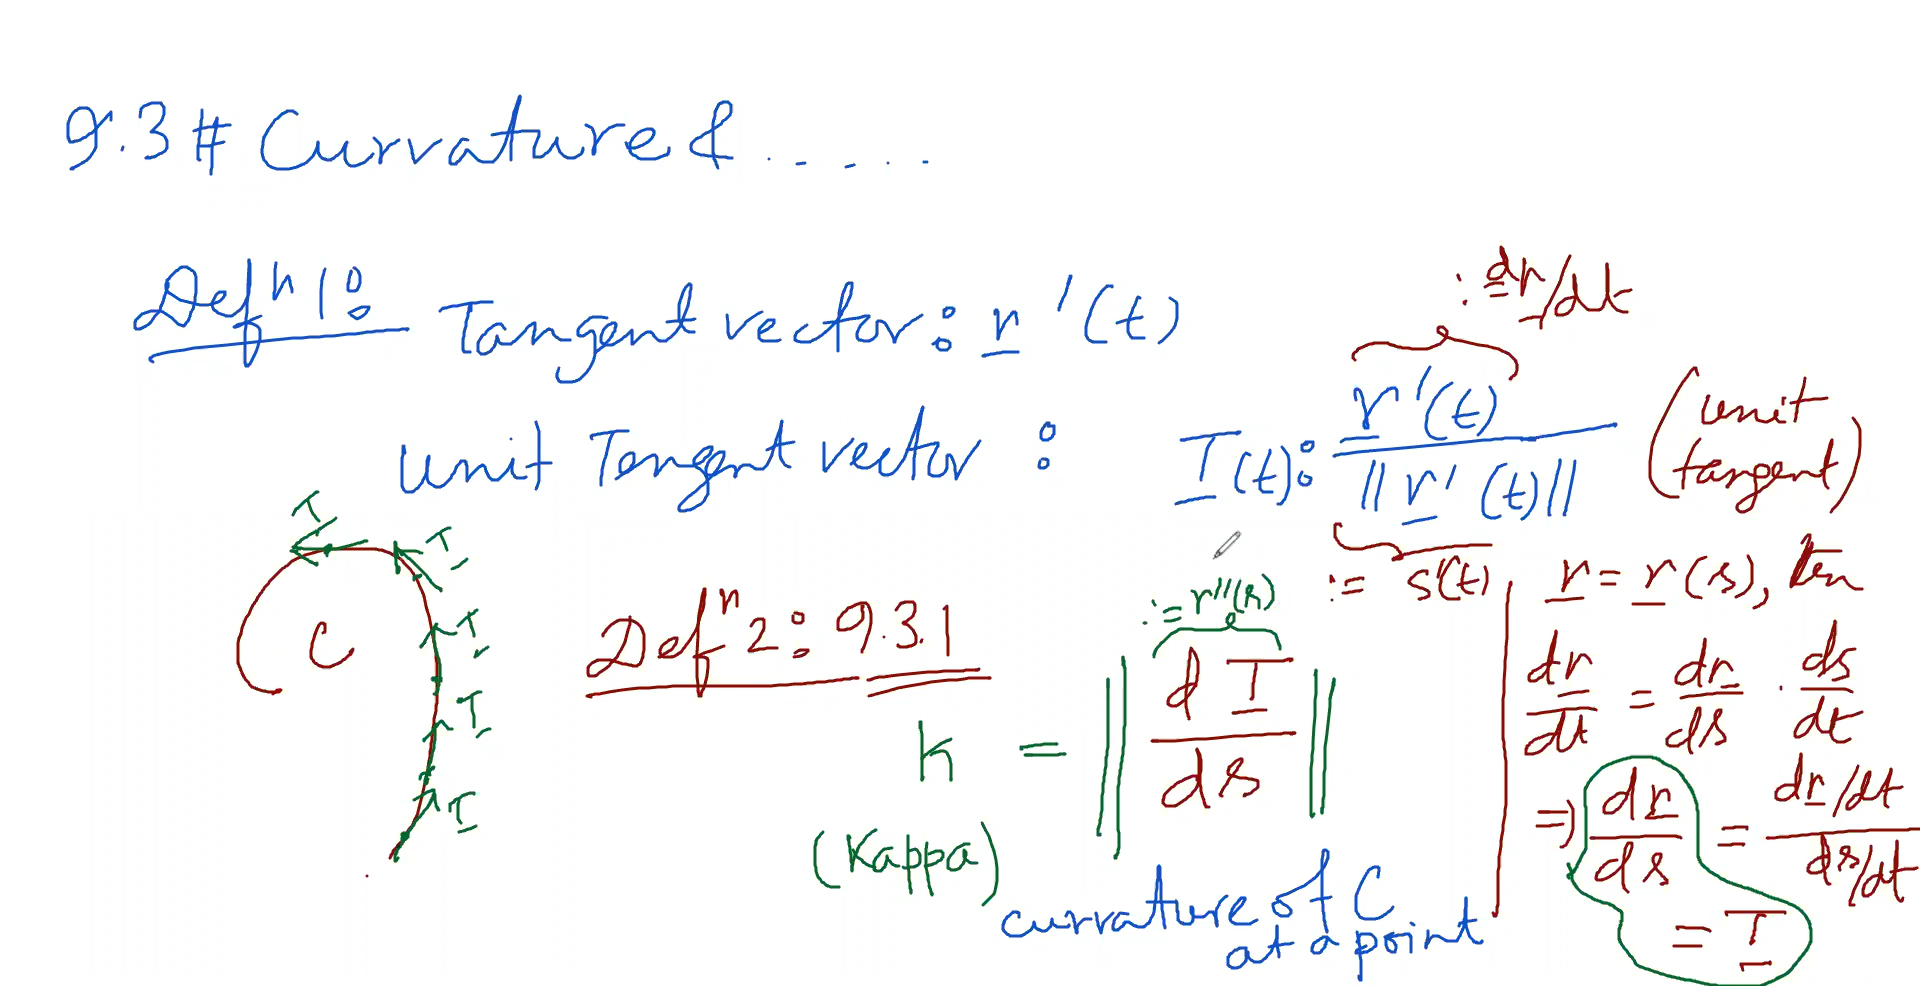 9.3 # Curvature & . - - . .
Defⁿ 1: Tangent vector: r'(t)
: dr/dt
unit Tangent vector : T(t): r'(t) / ||r'(t)|| (unit tangent)
:= s'(t)
T
T
T
T
T
C
Defⁿ 2: 9.3.1
:= r''(s)
k = || dT/ds ||
(Kappa)
curvature of C
at a point
r = r(s), then
dr/dt = dr/ds · ds/dt
=> dr/ds = (dr/dt) / (ds/dt)
= T